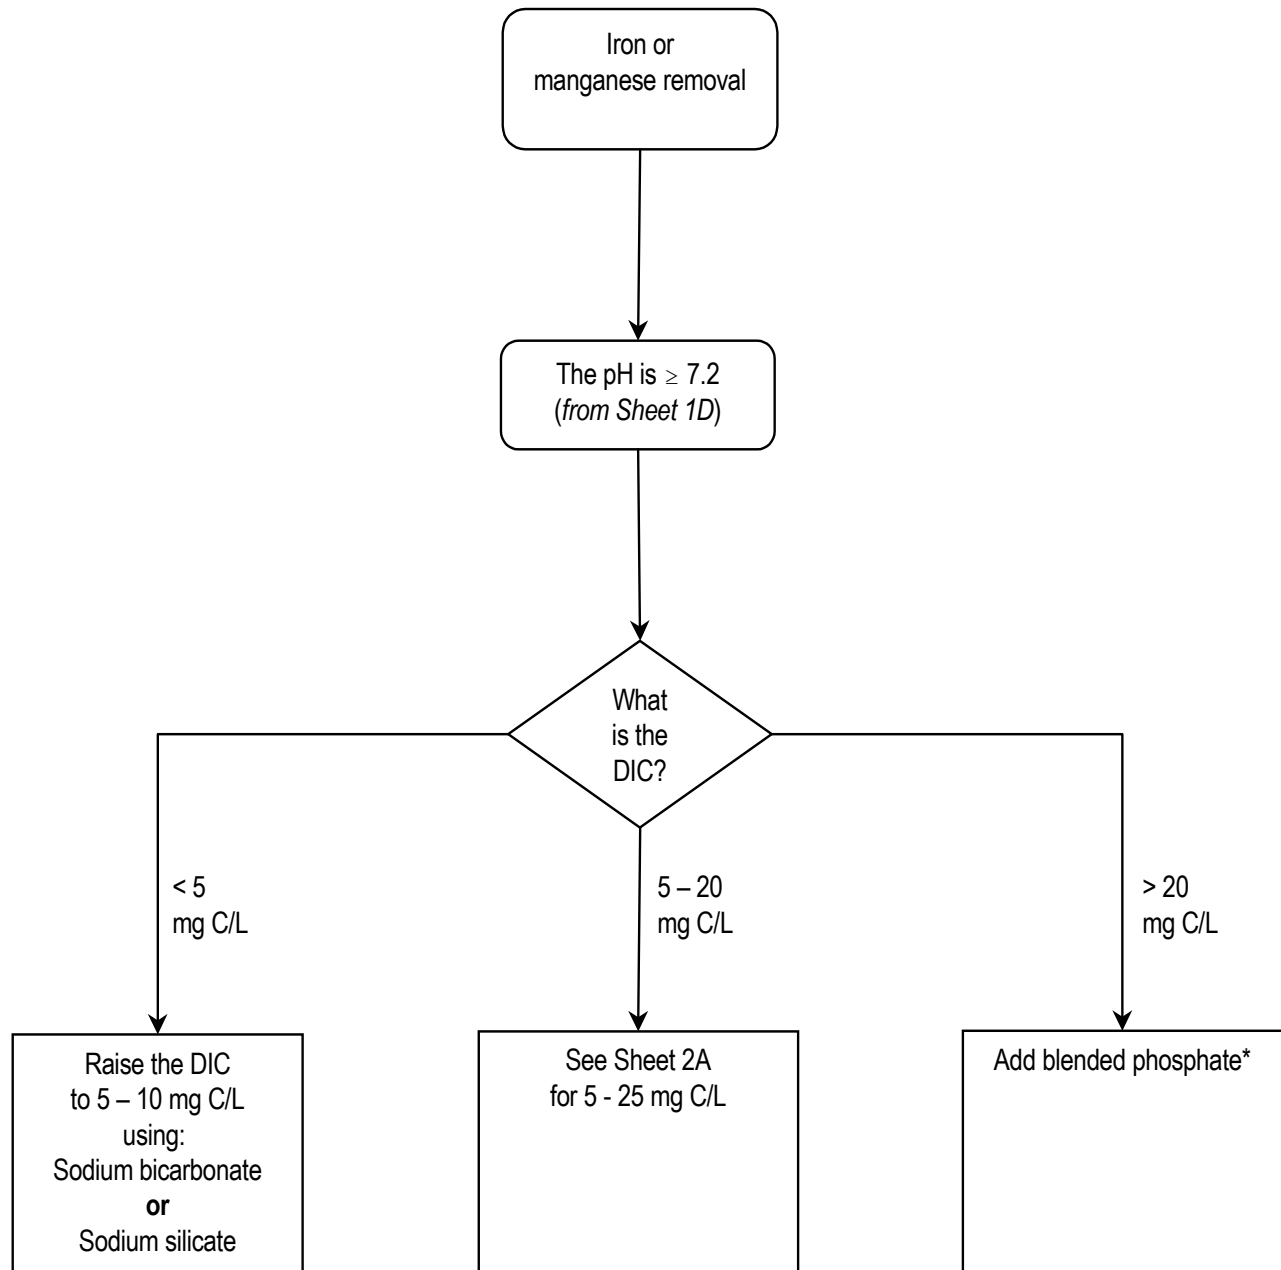 Iron or
manganese removal
The pH is ≥ 7.2
(from Sheet 1D)
What
is the
DIC?
< 5
mg C/L
5 – 20
mg C/L
> 20
mg C/L
Raise the DIC
to 5 – 10 mg C/L
using:
Sodium bicarbonate
or
Sodium silicate
See Sheet 2A
for 5 - 25 mg C/L
Add blended phosphate*